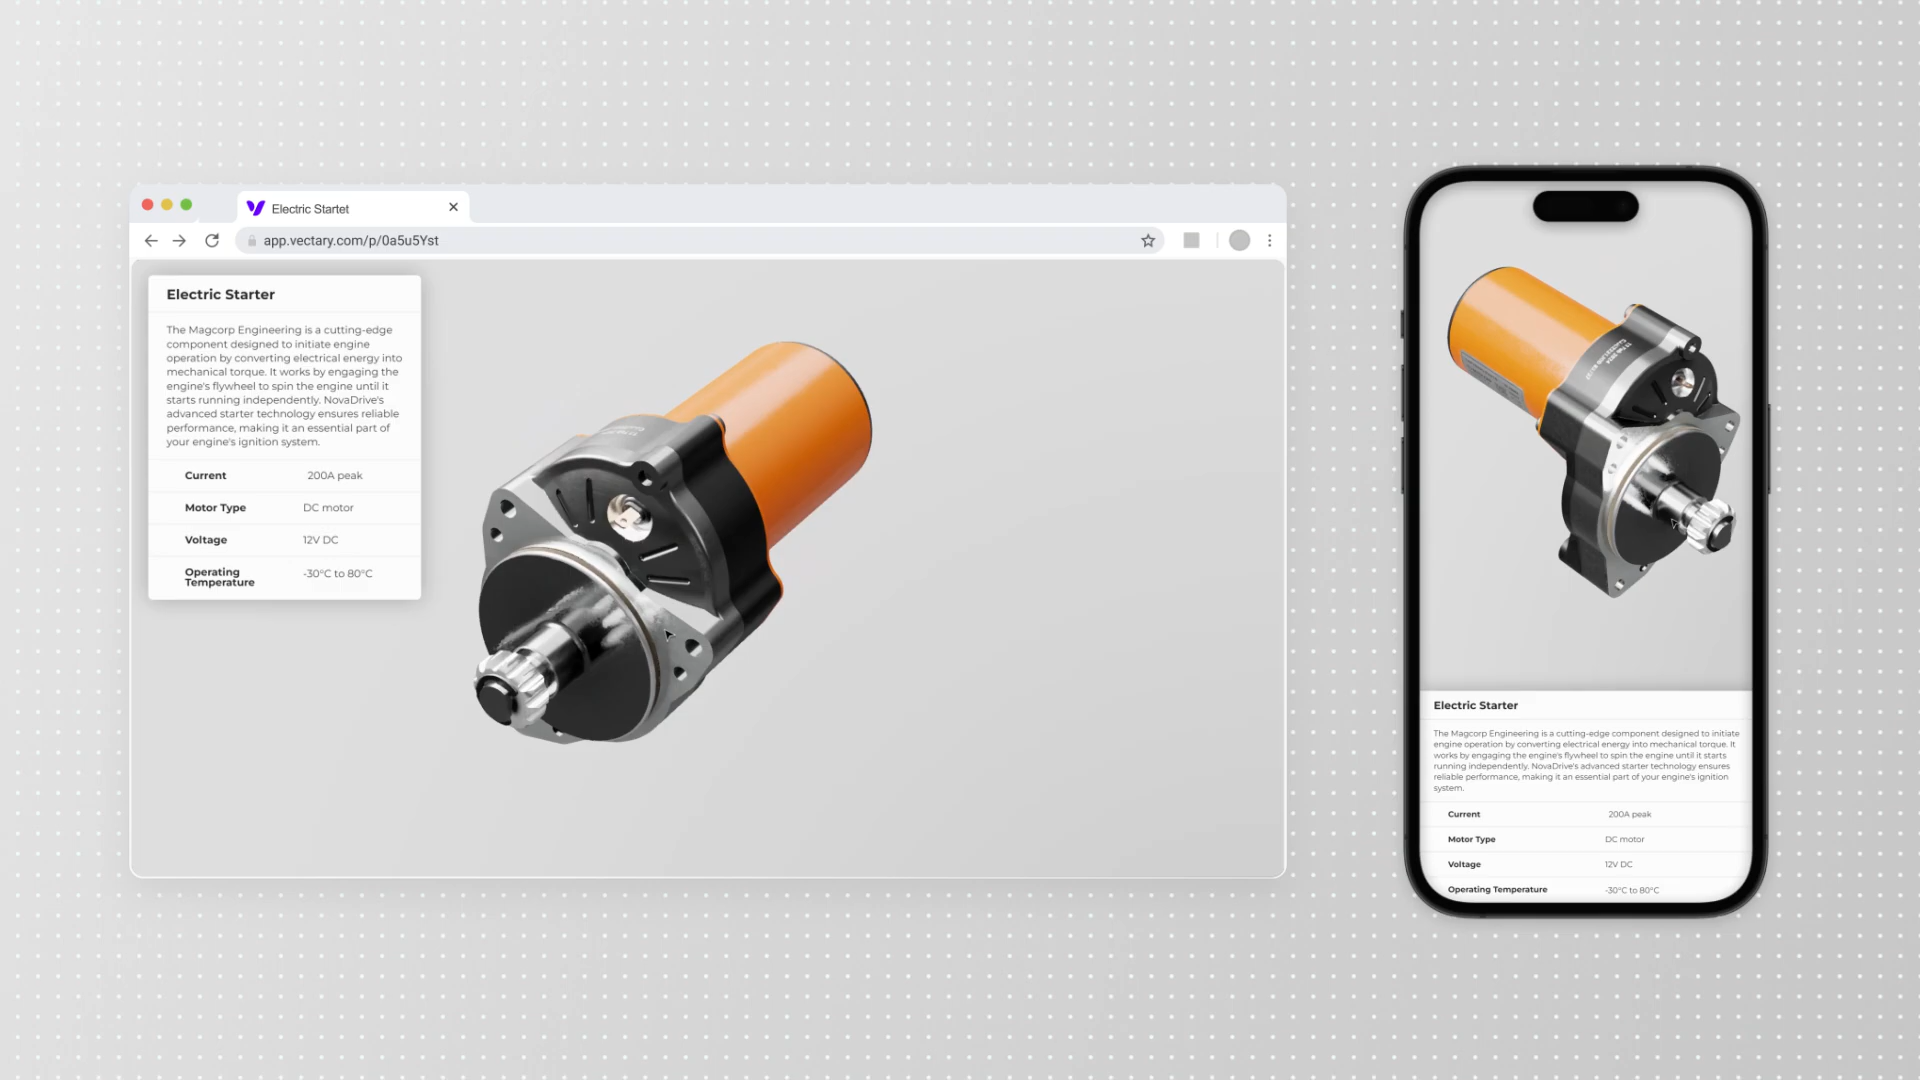 Electric Startet
app.vectary.com/p/0a5u5Yst
Electric Starter
The Magcorp Engineering is a cutting-edge
component designed to initiate engine
operation by converting electrical energy into
mechanical torque. It works by engaging the
engine's flywheel to spin the engine until it
starts running independently. NovaDrive's
advanced starter technology ensures reliable
performance, making it an essential part of
your engine's ignition system.
Current 200A peak
Motor Type DC motor
Voltage 12V DC
Operating -30°C to 80°C
Temperature
Electric Starter
The Magcorp Engineering is a cutting-edge component designed to initiate
engine operation by converting electrical energy into mechanical torque. It
works by engaging the engine's flywheel to spin the engine until it starts
running independently. NovaDrive's advanced starter technology ensures
reliable performance, making it an essential part of your engine's ignition
system.
Current 200A peak
Motor Type DC motor
Voltage 12V DC
Operating Temperature -30°C to 80°C